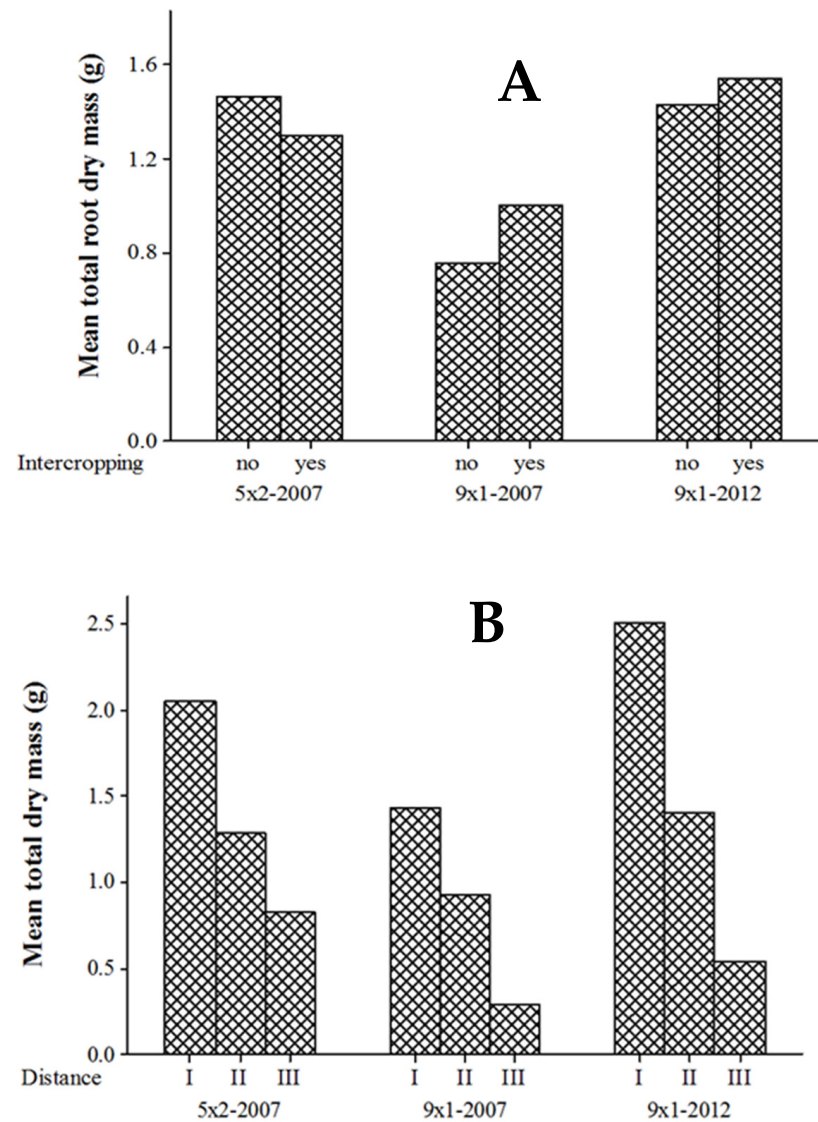 A
Mean total root dry mass (g)
1.6
1.2
0.8
0.4
0.0
Intercropping no yes no yes no yes
5x2-2007 9x1-2007 9x1-2012
B
Mean total dry mass (g)
2.5
2.0
1.5
1.0
0.5
0.0
Distance I II III I II III I II III
5x2-2007 9x1-2007 9x1-2012